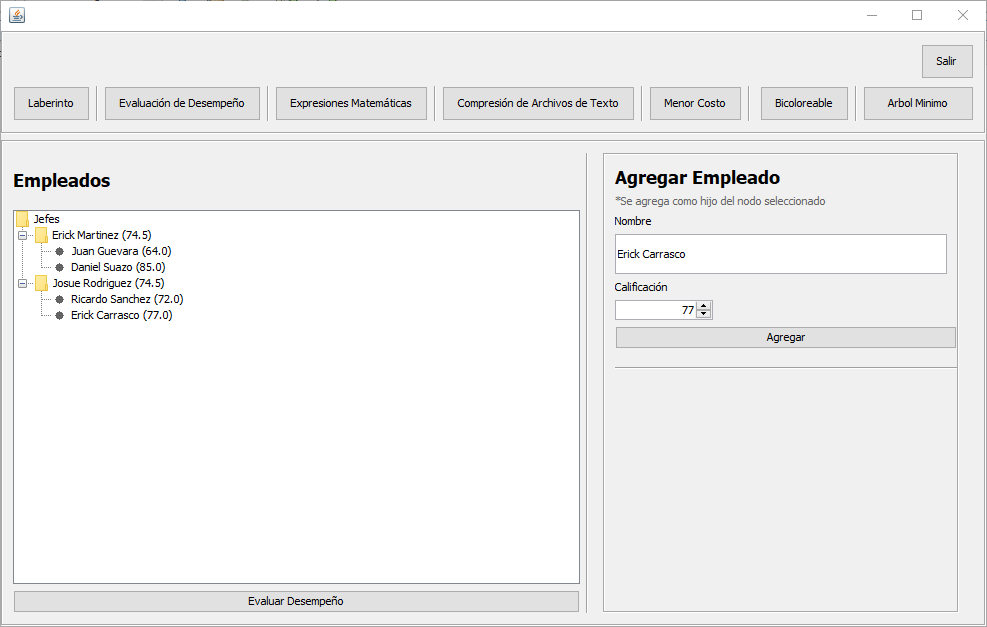 Salir
Laberinto
Evaluación de Desempeño
Expresiones Matemáticas
Compresión de Archivos de Texto
Menor Costo
Bicoloreable
Arbol Minimo
Empleados
Jefes
Erick Martinez (74.5)
Juan Guevara (64.0)
Daniel Suazo (85.0)
Josue Rodriguez (74.5)
Ricardo Sanchez (72.0)
Erick Carrasco (77.0)
Evaluar Desempeño
Agregar Empleado
*Se agrega como hijo del nodo seleccionado
Nombre
Erick Carrasco
Calificación
77
Agregar